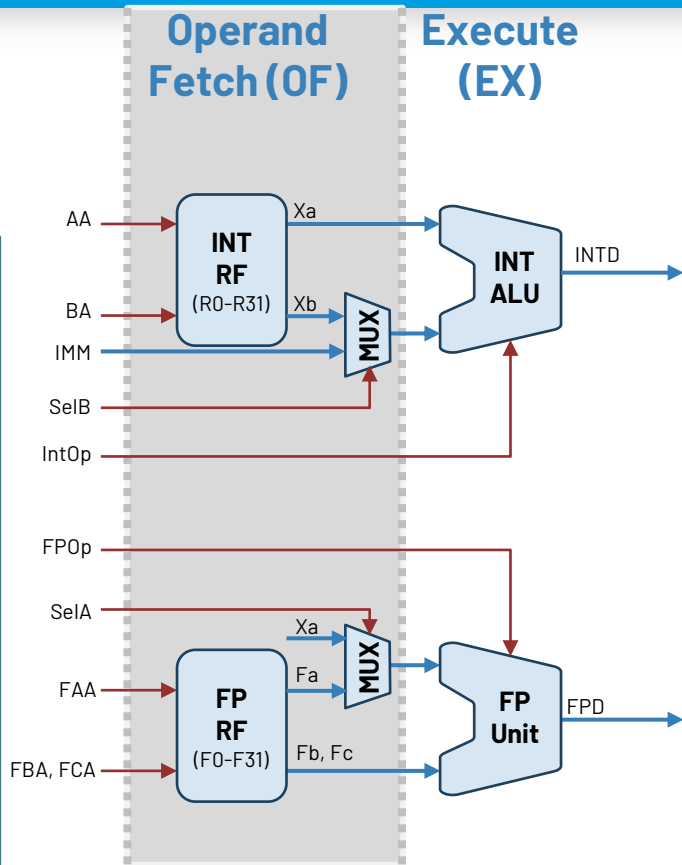 Operand
Fetch (OF)
Execute
(EX)
AA
INT
RF
(R0-R31)
Xa
INT
ALU
INTD
BA
Xb
MUX
IMM
SelB
IntOp
FPOp
SelA
Xa
MUX
FAA
FP
RF
(F0-F31)
Fa
FP
Unit
FPD
FBA, FCA
Fb, Fc